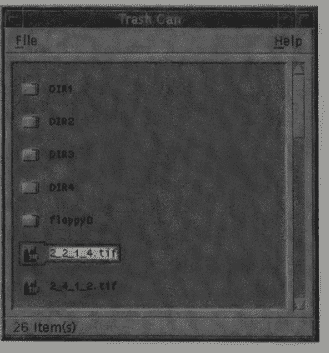 Trash Can
File Help
DIR1
DIR2
DIR3
DIR4
floppy0
2_2_1_4.tif
2_4_1_2.tif
26 Item(s)